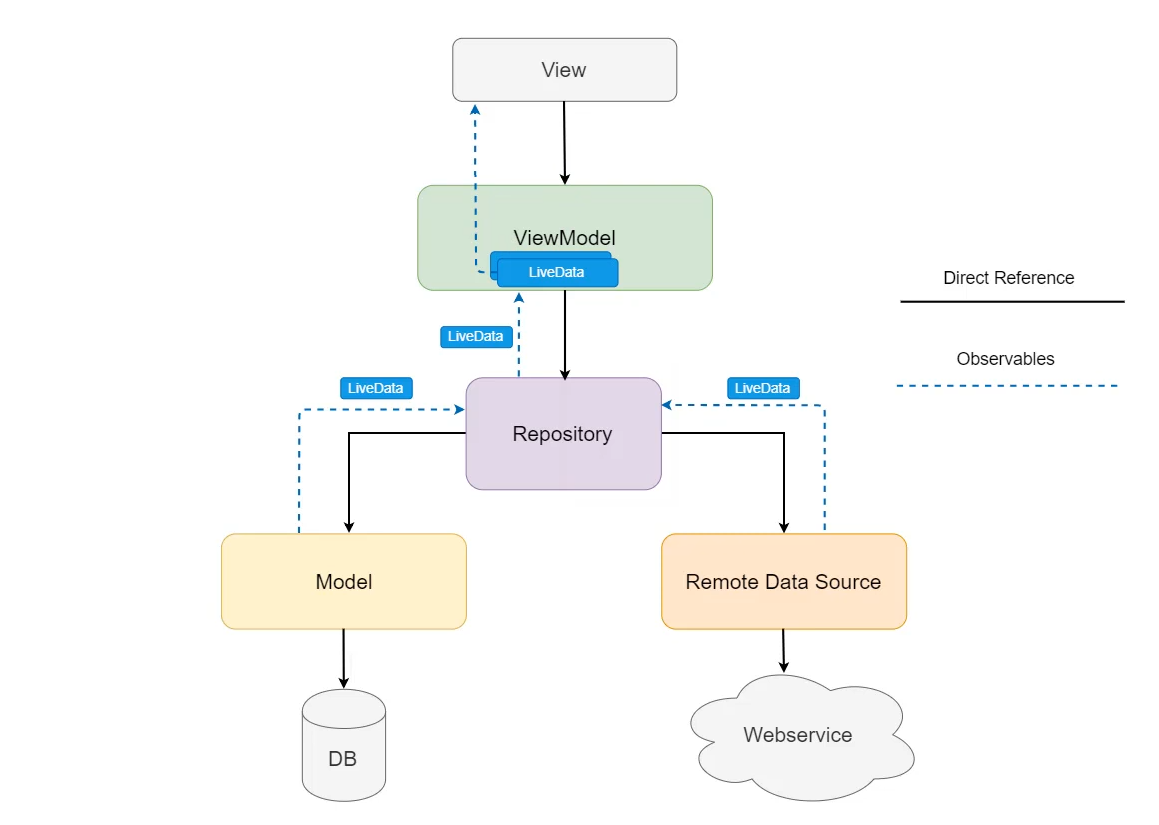 View
ViewModel
LiveData
Direct Reference
LiveData
Observables
LiveData
LiveData
Repository
Model
Remote Data Source
Webservice
DB